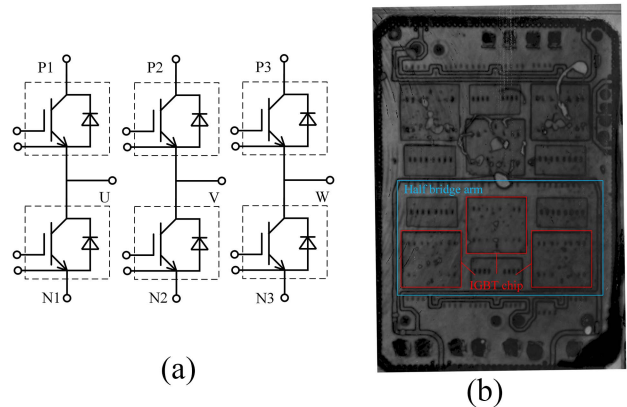 P1 P2 P3
U V W
N1 N2 N3
(a)
Half bridge arm
IGBT chip
(b)